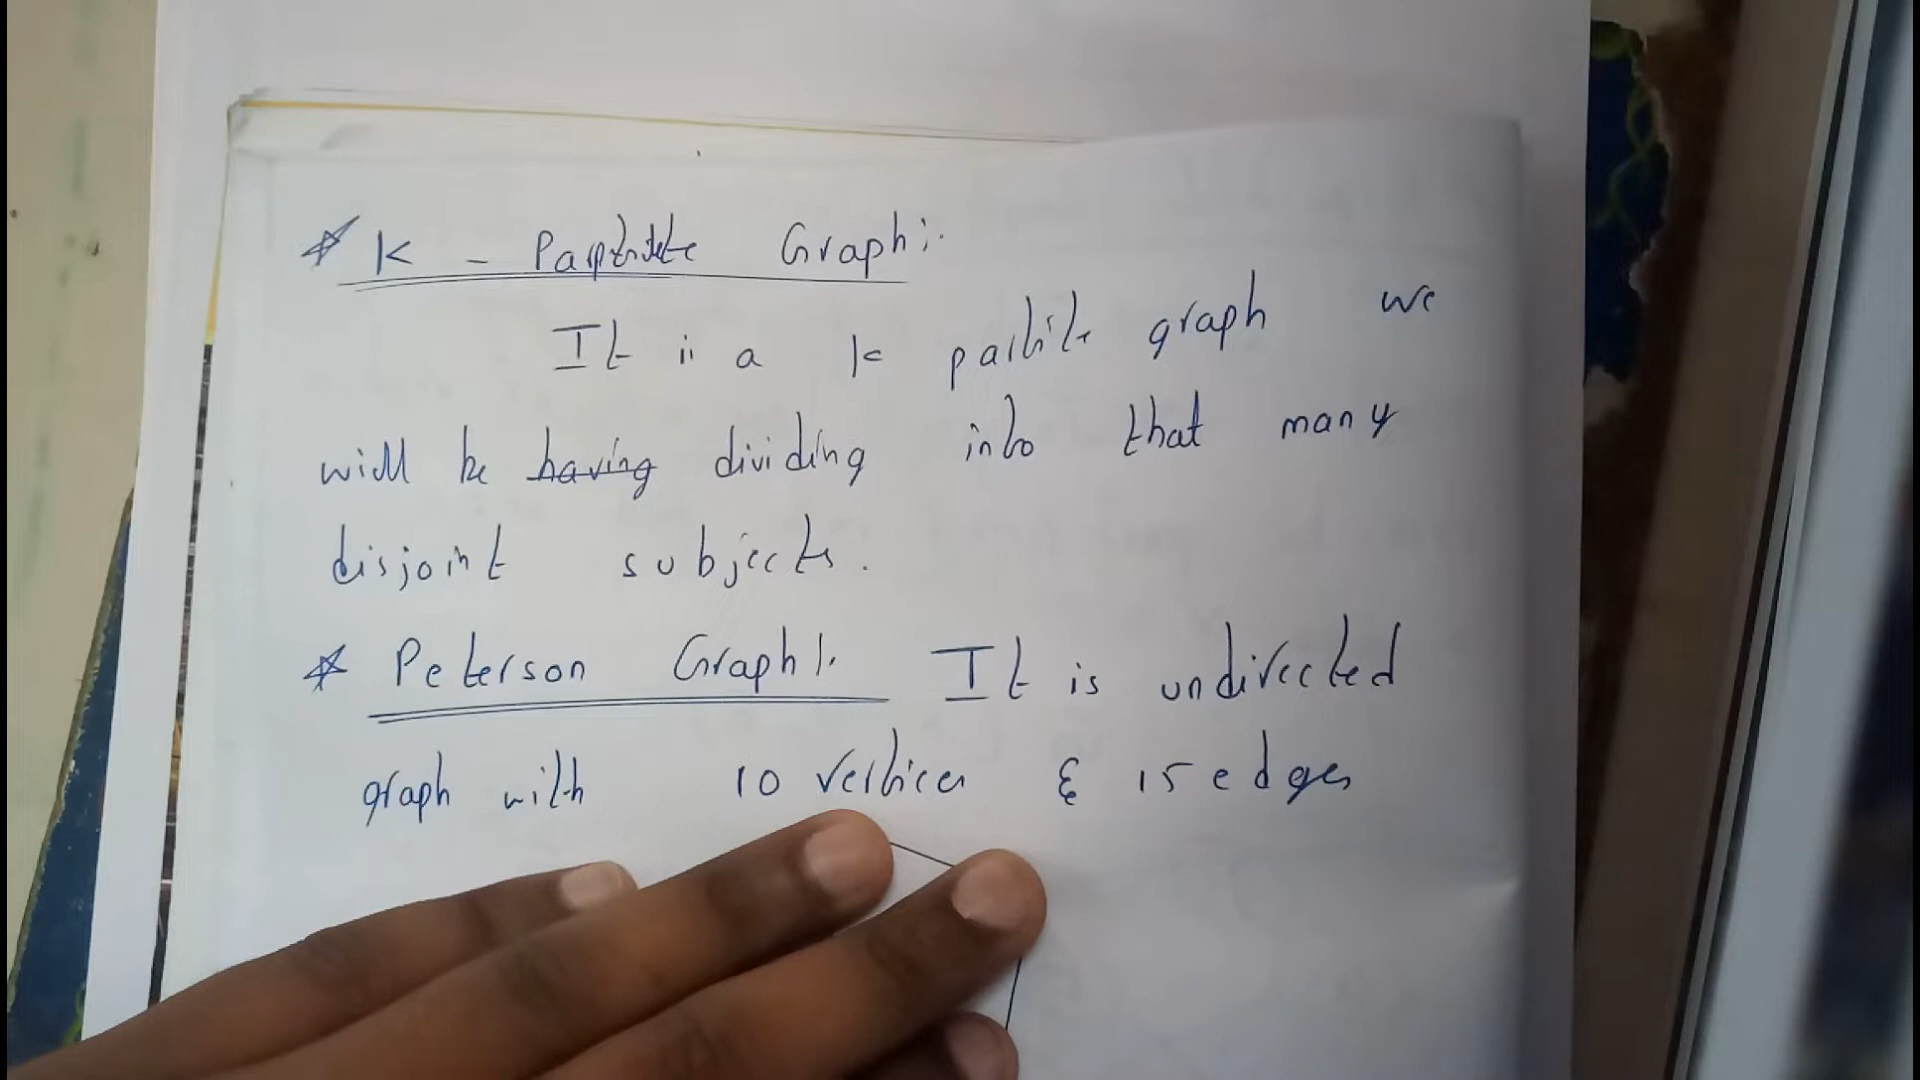 * K - Partite Graph:
It is a k partite graph we
will be having dividing into that many
disjoint subjects.
* Peterson Graph: It is undirected
graph with 10 vertices & 15 edges